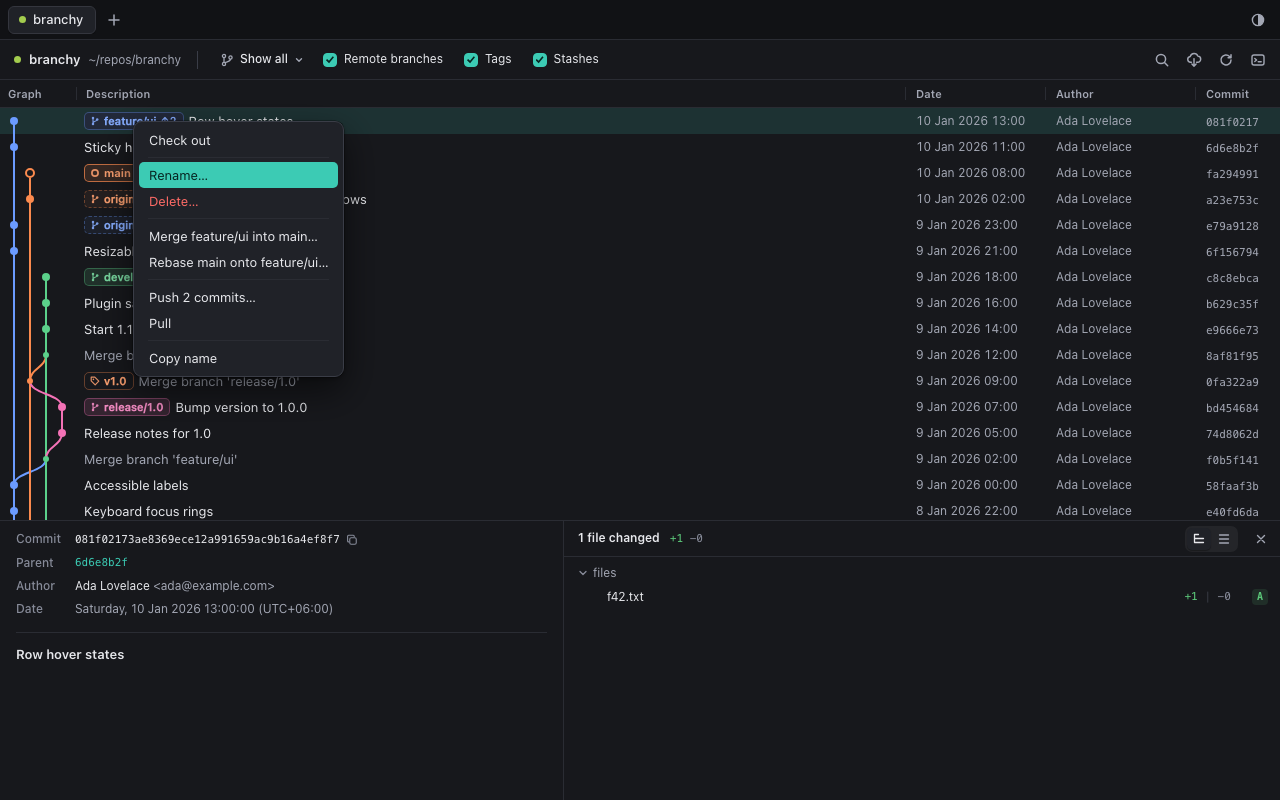 branchy
branchy ~/repos/branchy Show all Remote branches Tags Stashes
Graph Description Date Author Commit
feature/ui ↑2 Row hover states 10 Jan 2026 13:00 Ada Lovelace 081f0217
Check out
Sticky h 10 Jan 2026 11:00 Ada Lovelace 6d6e8b2f
main Rename... 10 Jan 2026 08:00 Ada Lovelace fa294991
origin Delete... ows 10 Jan 2026 02:00 Ada Lovelace a23e753c
origin 9 Jan 2026 23:00 Ada Lovelace e79a9128
Merge feature/ui into main...
Resizabl 9 Jan 2026 21:00 Ada Lovelace 6f156794
Rebase main onto feature/ui...
devel 9 Jan 2026 18:00 Ada Lovelace c8c8ebca
Plugin sa Push 2 commits... 9 Jan 2026 16:00 Ada Lovelace b629c35f
Start 1.1 Pull 9 Jan 2026 14:00 Ada Lovelace e9666e73
Merge b Copy name 9 Jan 2026 12:00 Ada Lovelace 8af81f95
v1.0 Merge branch 'release/1.0' 9 Jan 2026 09:00 Ada Lovelace 0fa322a9
release/1.0 Bump version to 1.0.0 9 Jan 2026 07:00 Ada Lovelace bd454684
Release notes for 1.0 9 Jan 2026 05:00 Ada Lovelace 74d8062d
Merge branch 'feature/ui' 9 Jan 2026 02:00 Ada Lovelace f0b5f141
Accessible labels 9 Jan 2026 00:00 Ada Lovelace 58faaf3b
Keyboard focus rings 8 Jan 2026 22:00 Ada Lovelace e40fd6da
Commit 081f02173ae8369ece12a991659ac9b16a4ef8f7
Parent 6d6e8b2f
Author Ada Lovelace <ada@example.com>
Date Saturday, 10 Jan 2026 13:00:00 (UTC+06:00)
Row hover states
1 file changed +1 −0
files
f42.txt +1 | −0 A